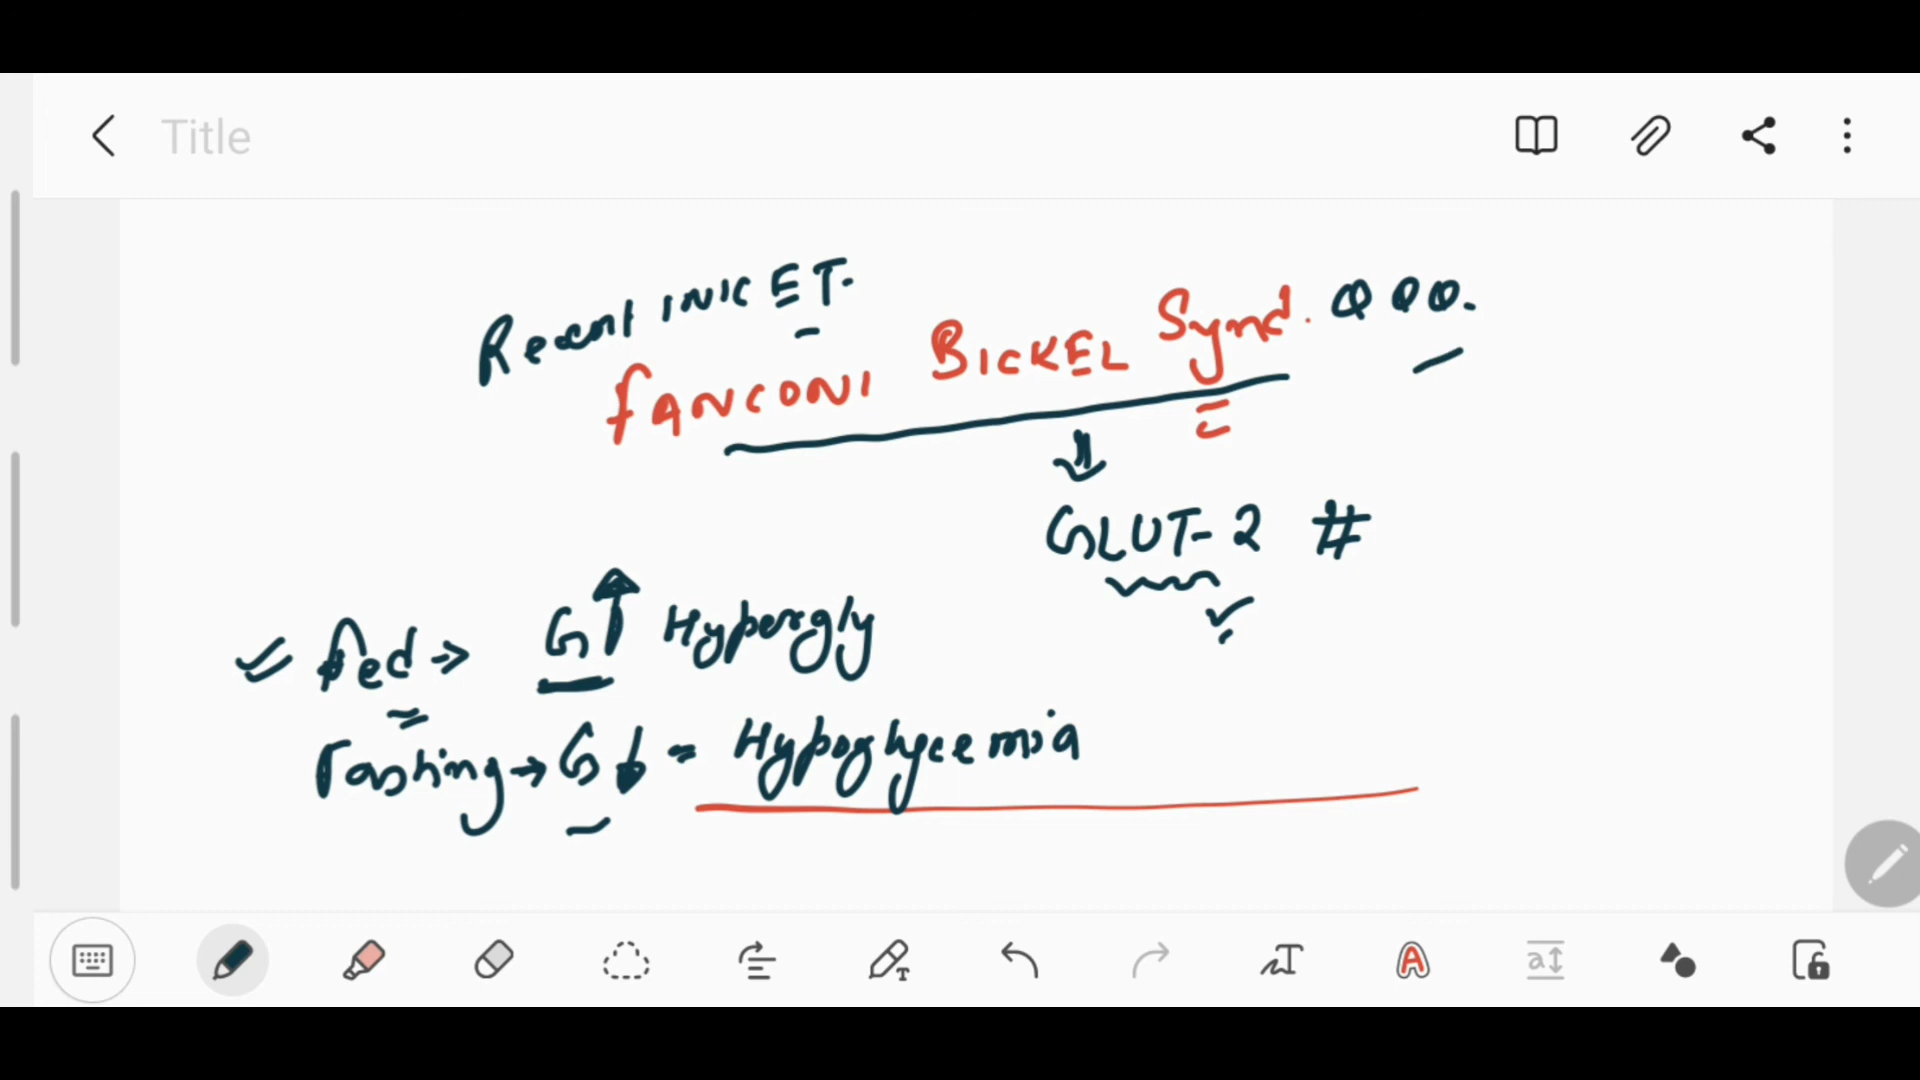 Title
Recent INICET.
FANCONI BICKEL Synd. QQQ.
GLUT-2 #
Fed → G↑ Hypergly
Fasting → G↓ = Hypoglycemia